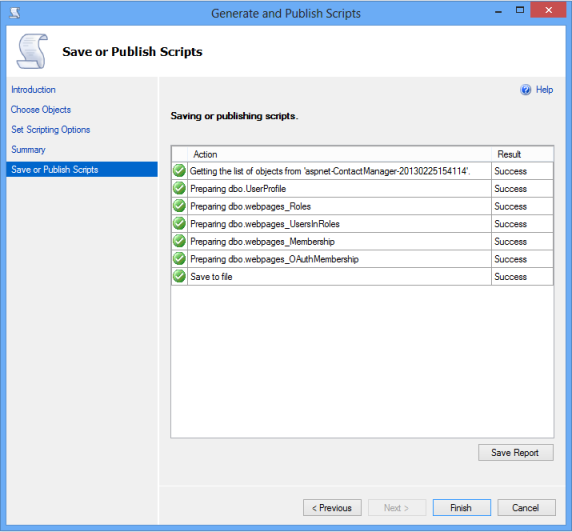 Generate and Publish Scripts
Save or Publish Scripts
Introduction
Choose Objects
Set Scripting Options
Summary
Save or Publish Scripts
Help
Saving or publishing scripts.
Action Result
Getting the list of objects from 'aspnet-ContactManager-20130225154114'. Success
Preparing dbo.UserProfile Success
Preparing dbo.webpages_Roles Success
Preparing dbo.webpages_UsersInRoles Success
Preparing dbo.webpages_Membership Success
Preparing dbo.webpages_OAuthMembership Success
Save to file Success
Save Report
< Previous Next > Finish Cancel